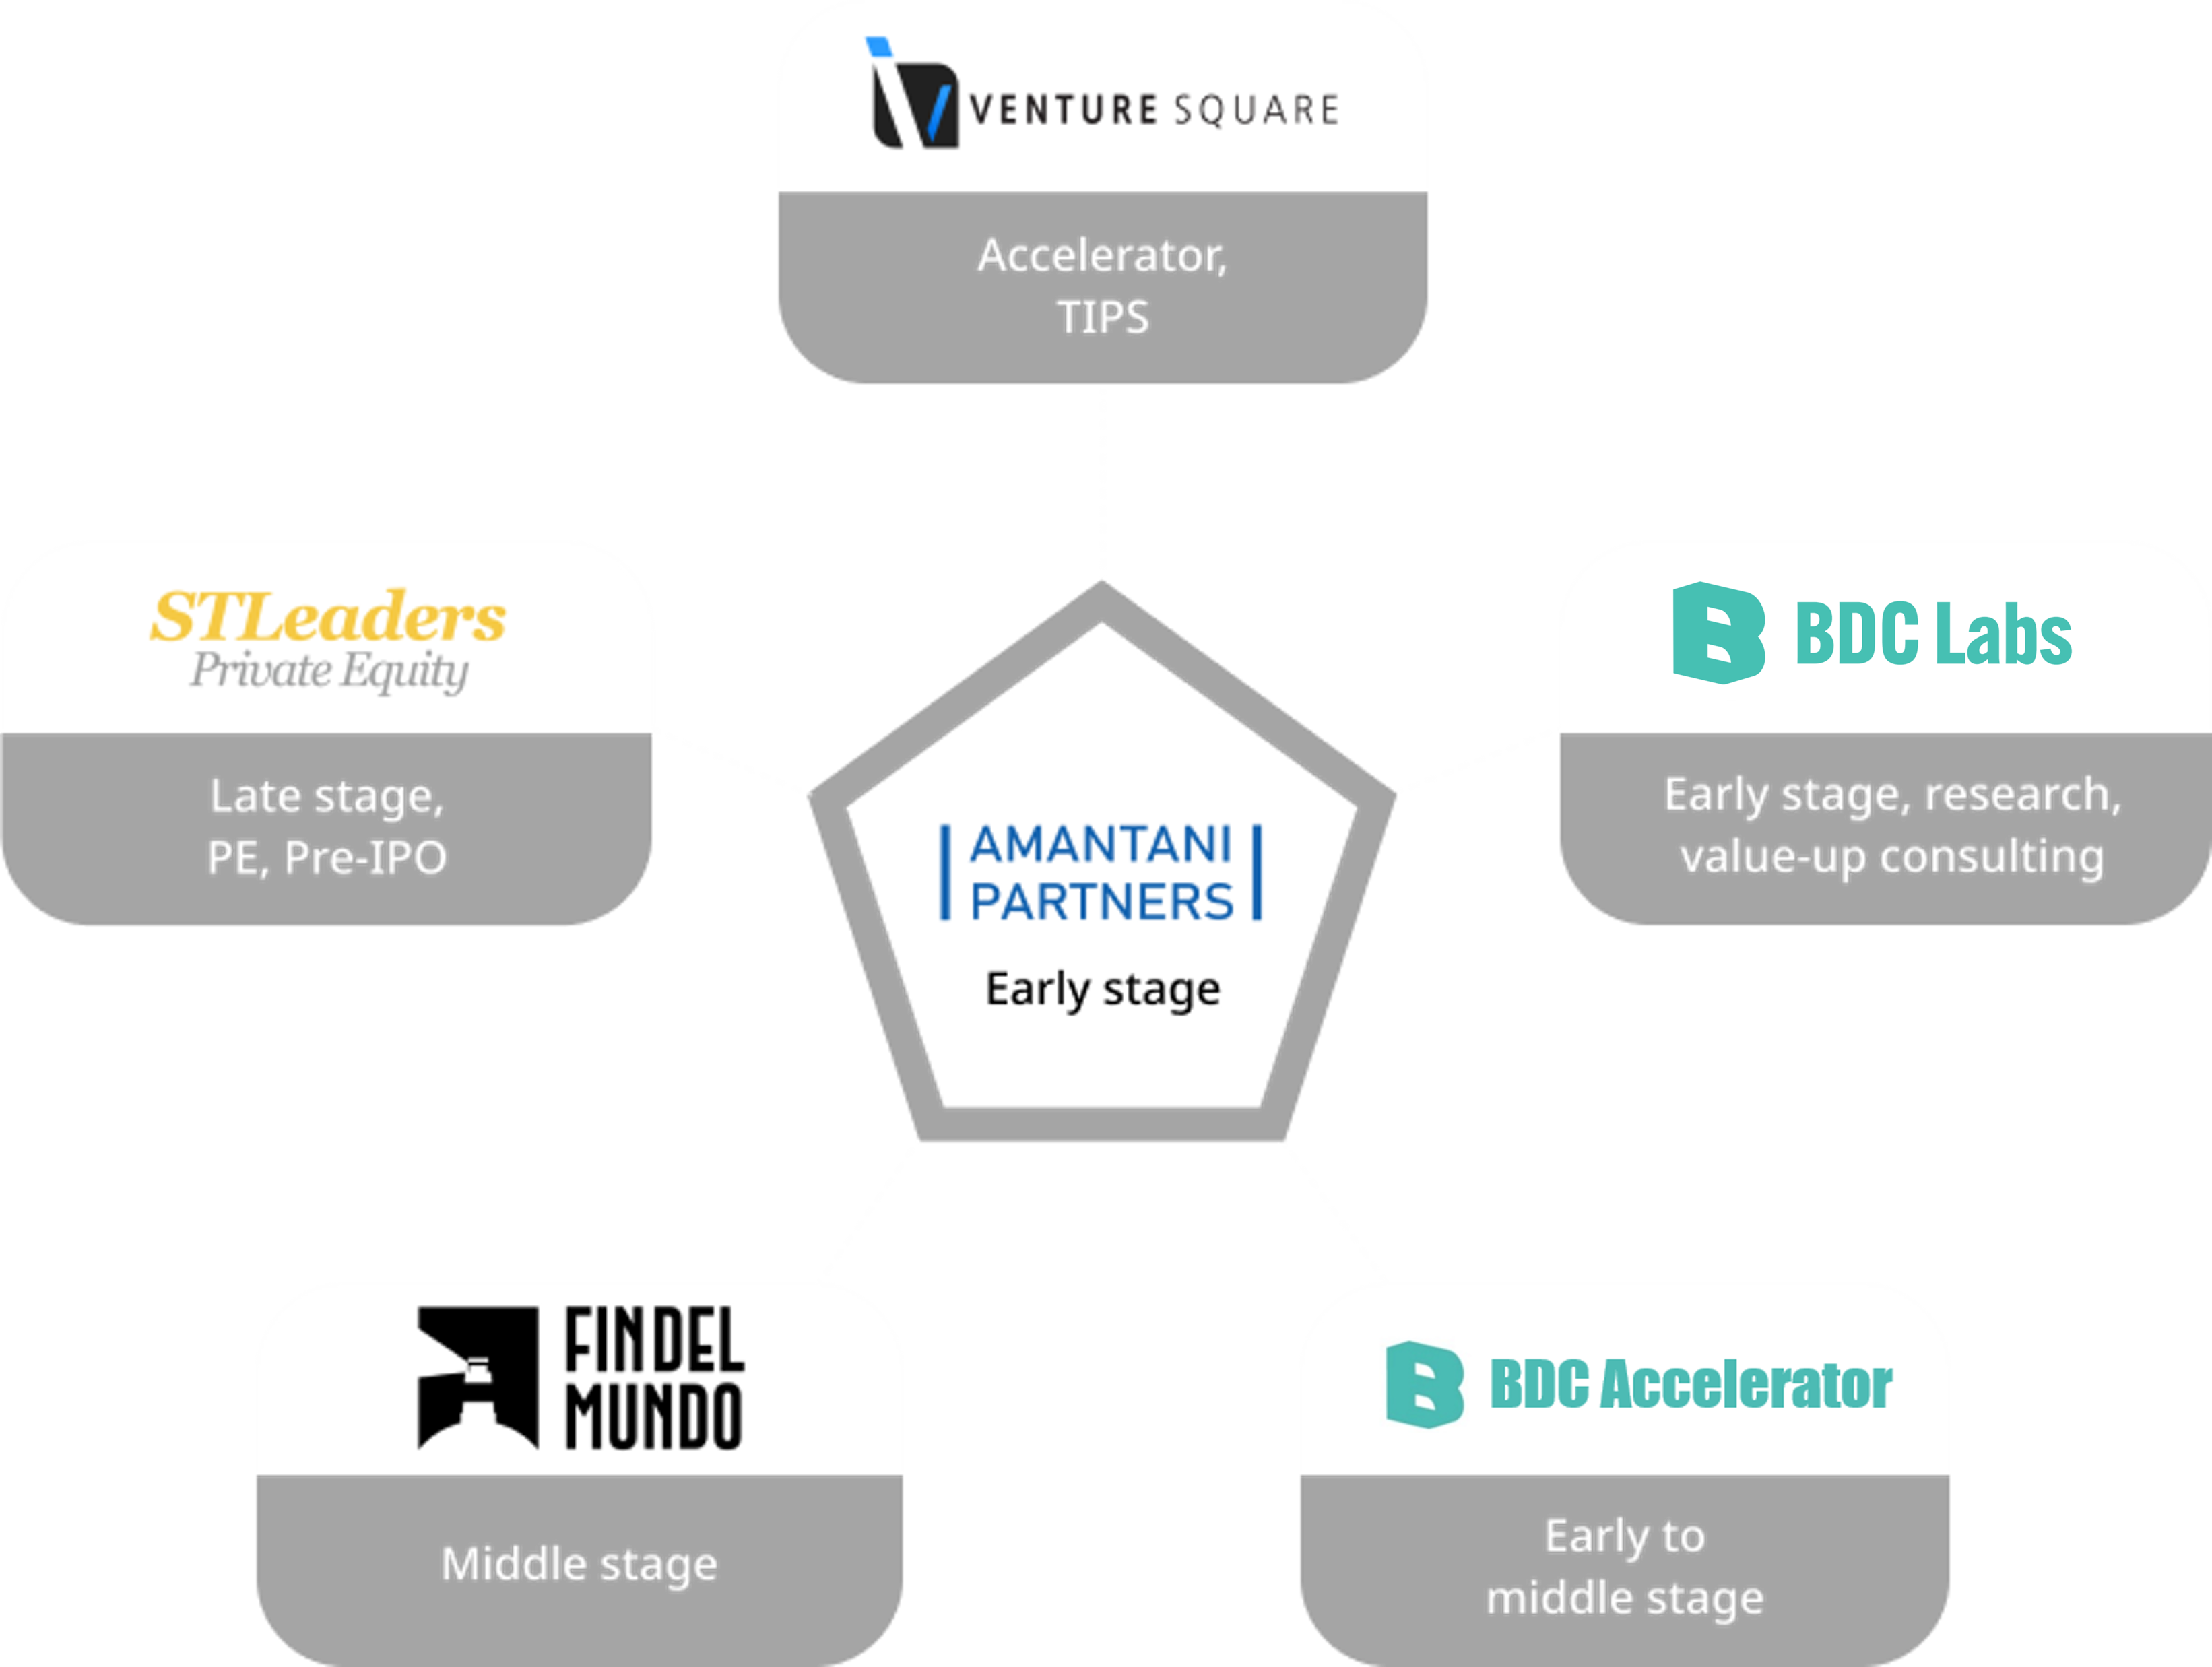 VENTURE SQUARE
Accelerator,
TIPS
STLeaders
Private Equity
Late stage,
PE, Pre-IPO
BDC Labs
Early stage, research,
value-up consulting
AMANTANI
PARTNERS
Early stage
FIN DEL
MUNDO
Middle stage
BDC Accelerator
Early to
middle stage